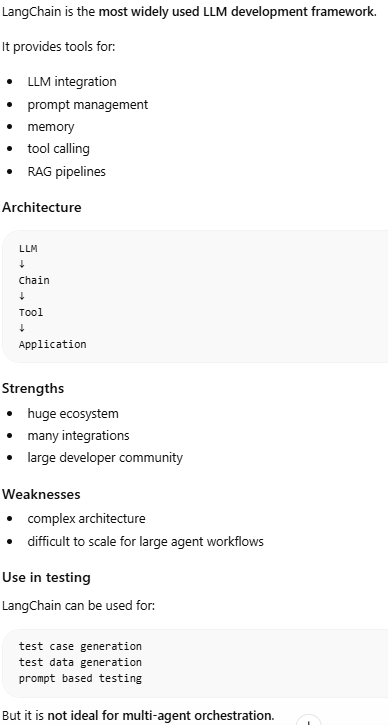 LangChain is the most widely used LLM development framework.
It provides tools for:
• LLM integration
• prompt management
• memory
• tool calling
• RAG pipelines
Architecture
LLM
↓
Chain
↓
Tool
↓
Application
Strengths
• huge ecosystem
• many integrations
• large developer community
Weaknesses
• complex architecture
• difficult to scale for large agent workflows
Use in testing
LangChain can be used for:
test case generation
test data generation
prompt based testing
But it is not ideal for multi-agent orchestration.